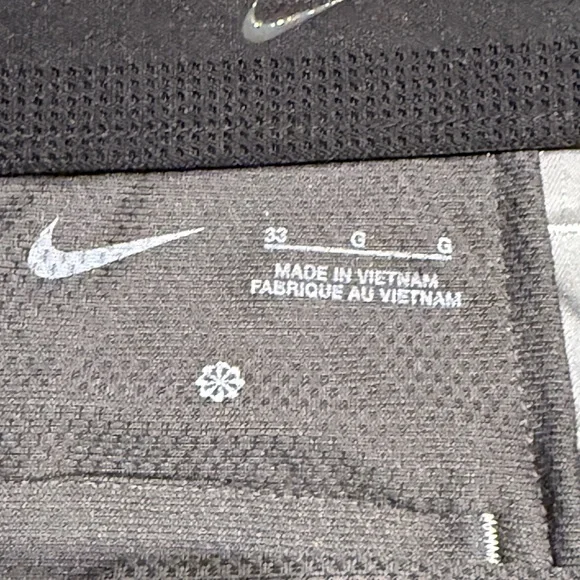 33 G G
MADE IN VIETNAM
FABRIQUE AU VIETNAM